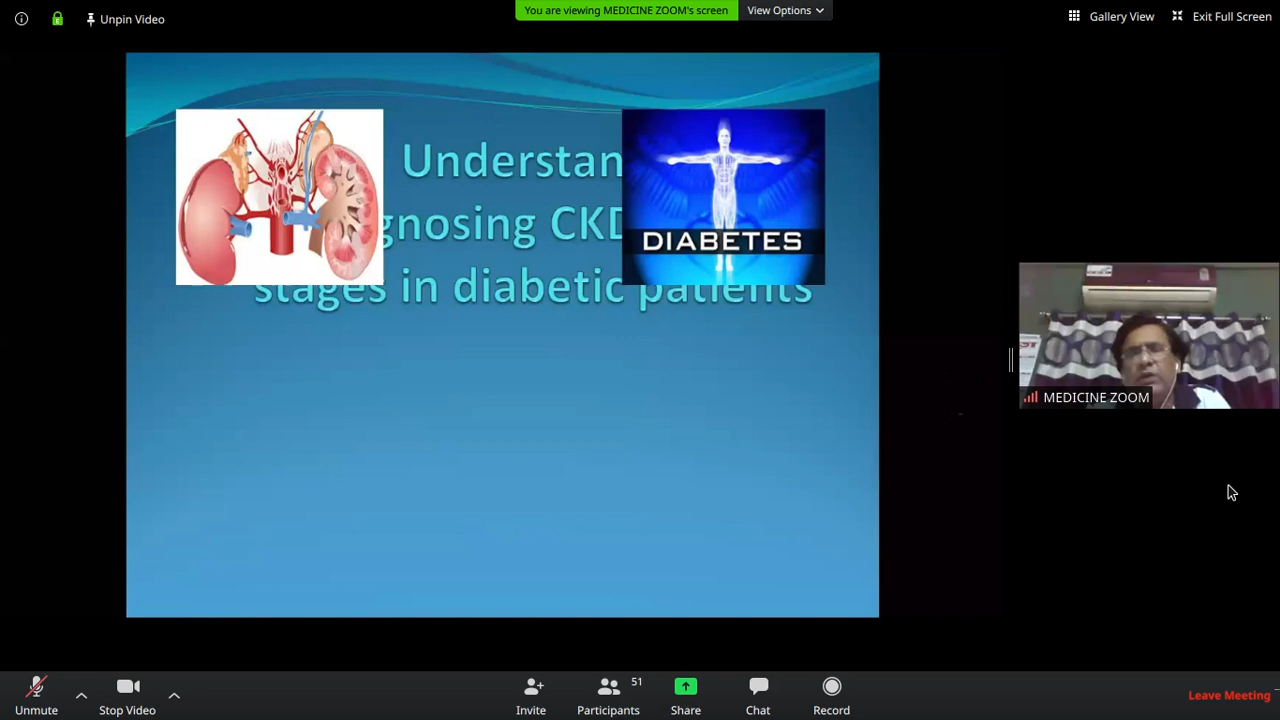 Unpin Video
You are viewing MEDICINE ZOOM's screen
View Options
Gallery View
Exit Full Screen
Understan
gnosing CKD
stages in diabetic patients
DIABETES
MEDICINE ZOOM
Unmute
Stop Video
Invite
Participants
51
Share
Chat
Record
Leave Meeting